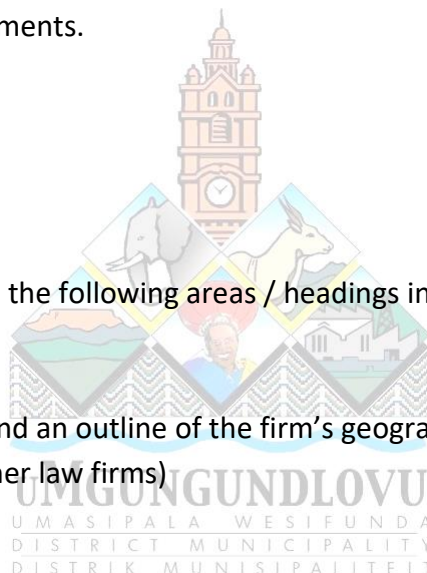 ments.
the following areas / headings in
nd an outline of the firm's geogra
ner law firms)
UMGUNGUNDLOVU
UMASIPALA WESIFUNDA
DISTRICT MUNICIPALITY
DISTRIK MUNISIPALITEIT